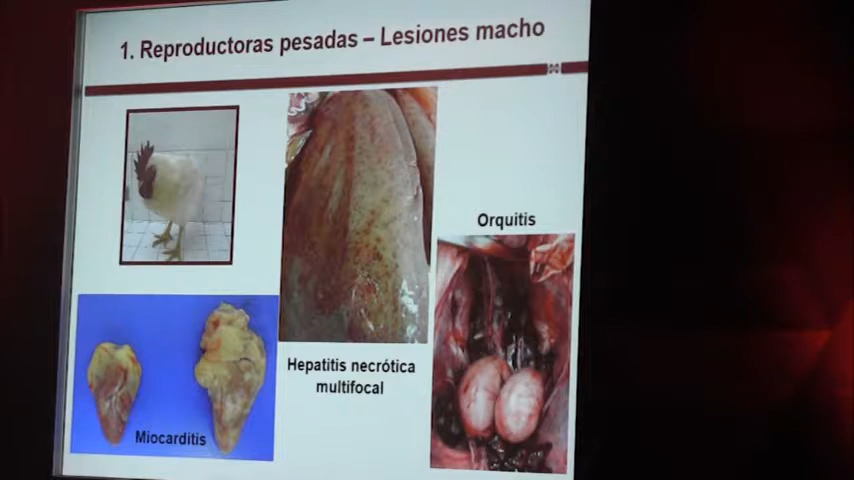 1. Reproductoras pesadas – Lesiones macho
Orquitis
Hepatitis necrótica
multifocal
Miocarditis